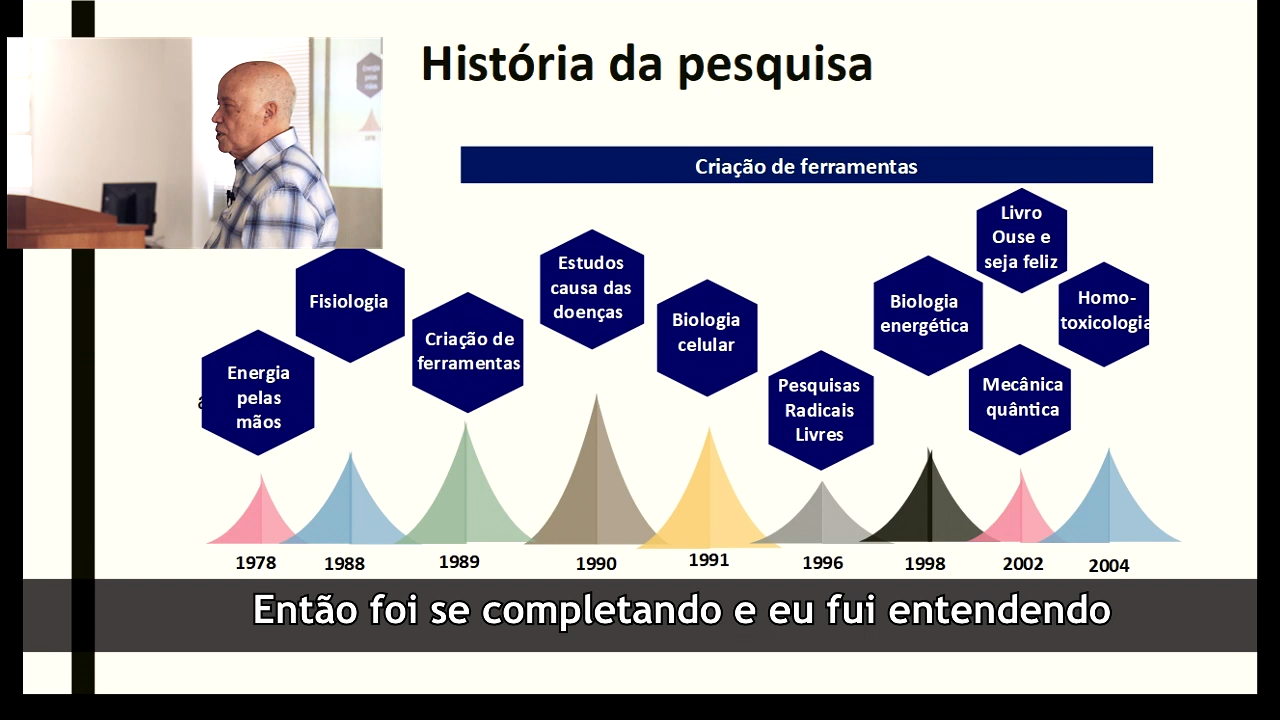 História da pesquisa
Criação de ferramentas
Energia
pelas
mãos
Fisiologia
Criação de
ferramentas
Estudos
causa das
doenças
Biologia
celular
Pesquisas
Radicais
Livres
Biologia
energética
Livro
Ouse e
seja feliz
Mecânica
quântica
Homo-
toxicologia
1978
1988
1989
1990
1991
1996
1998
2002
2004
Então foi se completando e eu fui entendendo